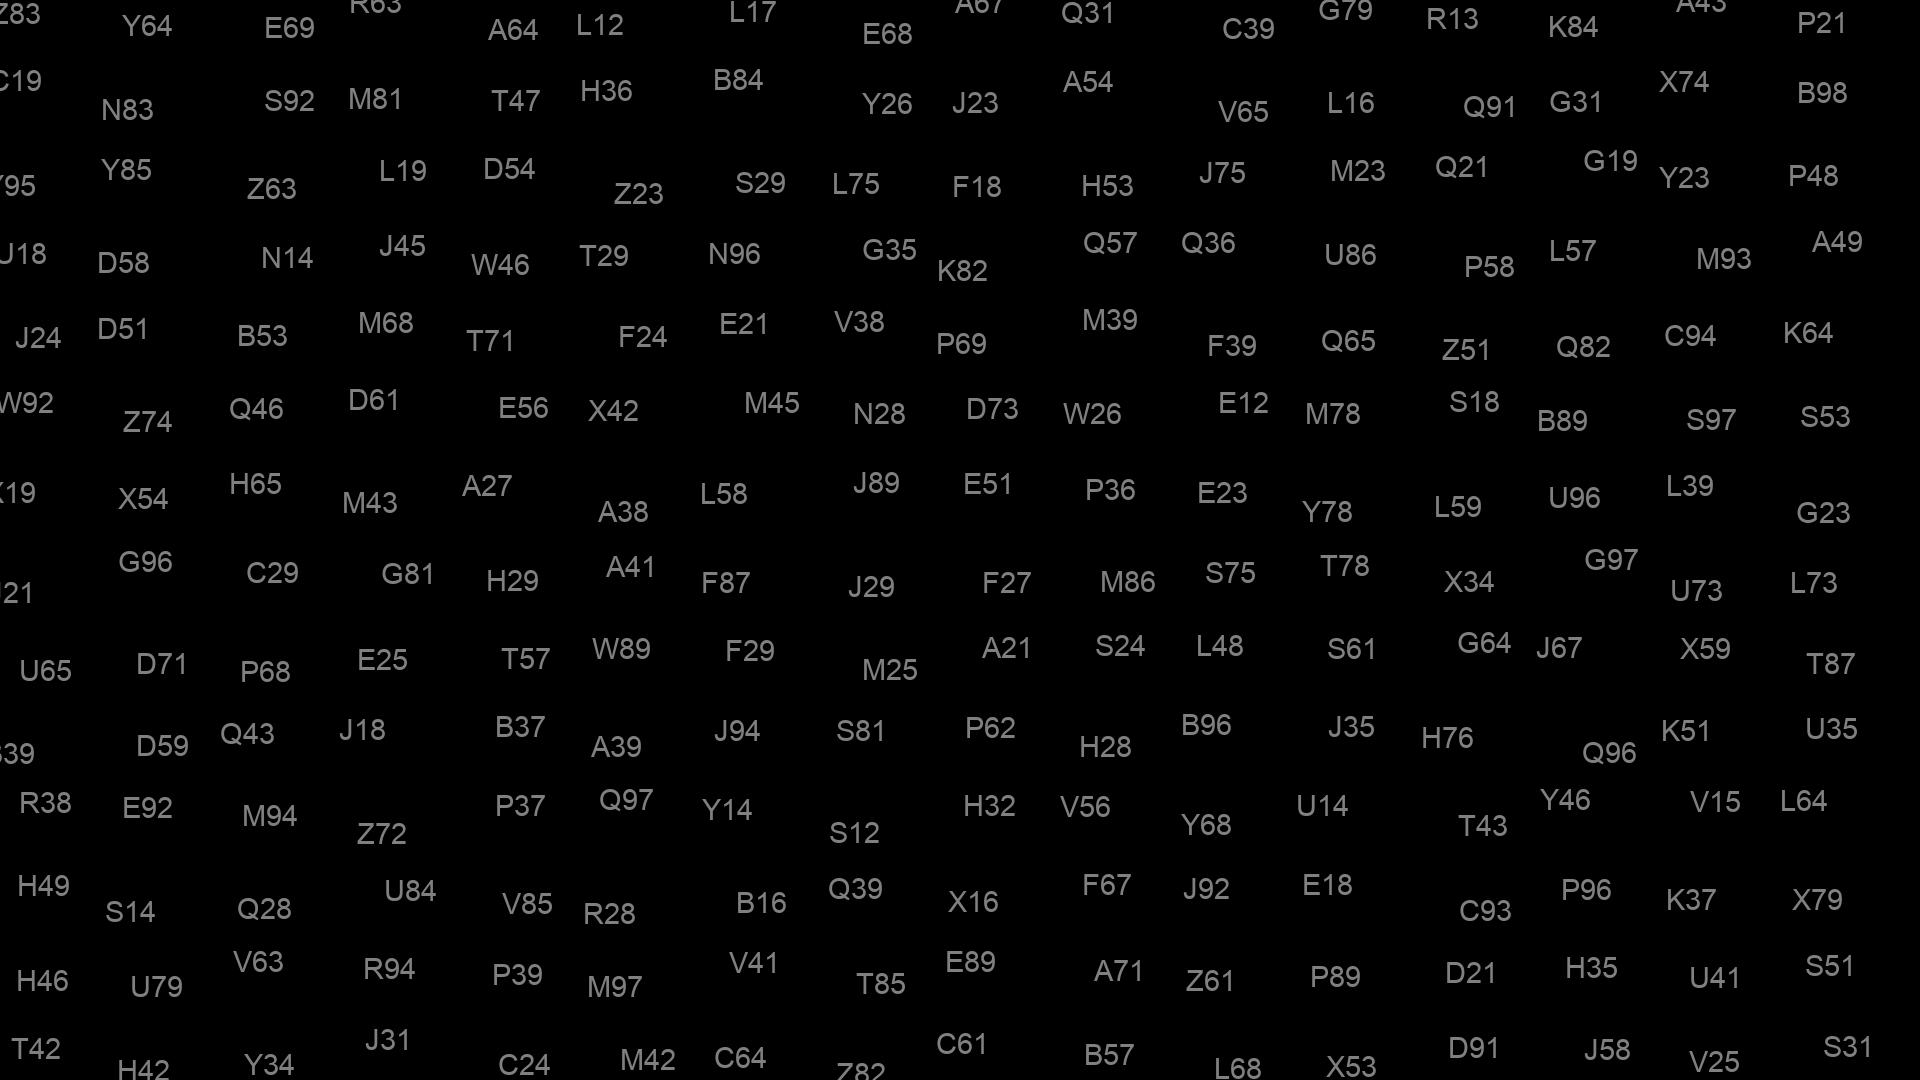 Z83 Y64 E69 R63 A64 L12 L17 E68 A67 Q31 C39 G79 R13 K84 A43 P21
C19 N83 S92 M81 T47 H36 B84 Y26 J23 A54 V65 L16 Q91 G31 X74 B98
Y85 Z63 L19 D54 Z23 S29 L75 F18 H53 J75 M23 Q21 G19 Y23 P48
U18 D58 N14 J45 W46 T29 N96 G35 K82 Q57 Q36 U86 P58 L57 M93 A49
J24 D51 B53 M68 T71 F24 E21 V38 P69 M39 F39 Q65 Z51 Q82 C94 K64
W92 Z74 Q46 D61 E56 X42 M45 N28 D73 W26 E12 M78 S18 B89 S97 S53
X54 H65 M43 A27 A38 L58 J89 E51 P36 E23 Y78 L59 U96 L39 G23
G96 C29 G81 H29 A41 F87 J29 F27 M86 S75 T78 X34 G97 U73 L73
U65 D71 P68 E25 T57 W89 F29 M25 A21 S24 L48 S61 G64 J67 X59 T87
D59 Q43 J18 B37 A39 J94 S81 P62 H28 B96 J35 H76 Q96 K51 U35
R38 E92 M94 Z72 P37 Q97 Y14 S12 H32 V56 Y68 U14 T43 Y46 V15 L64
H49 S14 Q28 U84 V85 R28 B16 Q39 X16 F67 J92 E18 C93 P96 K37 X79
H46 U79 V63 R94 P39 M97 V41 T85 E89 A71 Z61 P89 D21 H35 U41 S51
T42 H42 Y34 J31 C24 M42 C64 Z82 C61 B57 L68 X53 D91 J58 V25 S31